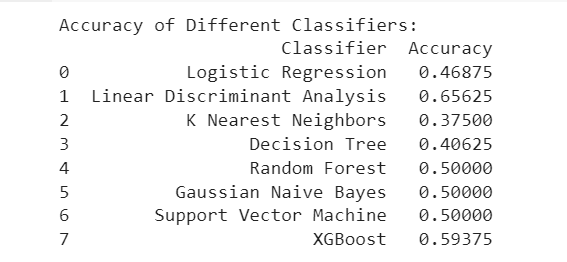 Accuracy of Different Classifiers:
Classifier Accuracy
0 Logistic Regression 0.46875
1 Linear Discriminant Analysis 0.65625
2 K Nearest Neighbors 0.37500
3 Decision Tree 0.40625
4 Random Forest 0.50000
5 Gaussian Naive Bayes 0.50000
6 Support Vector Machine 0.50000
7 XGBoost 0.59375